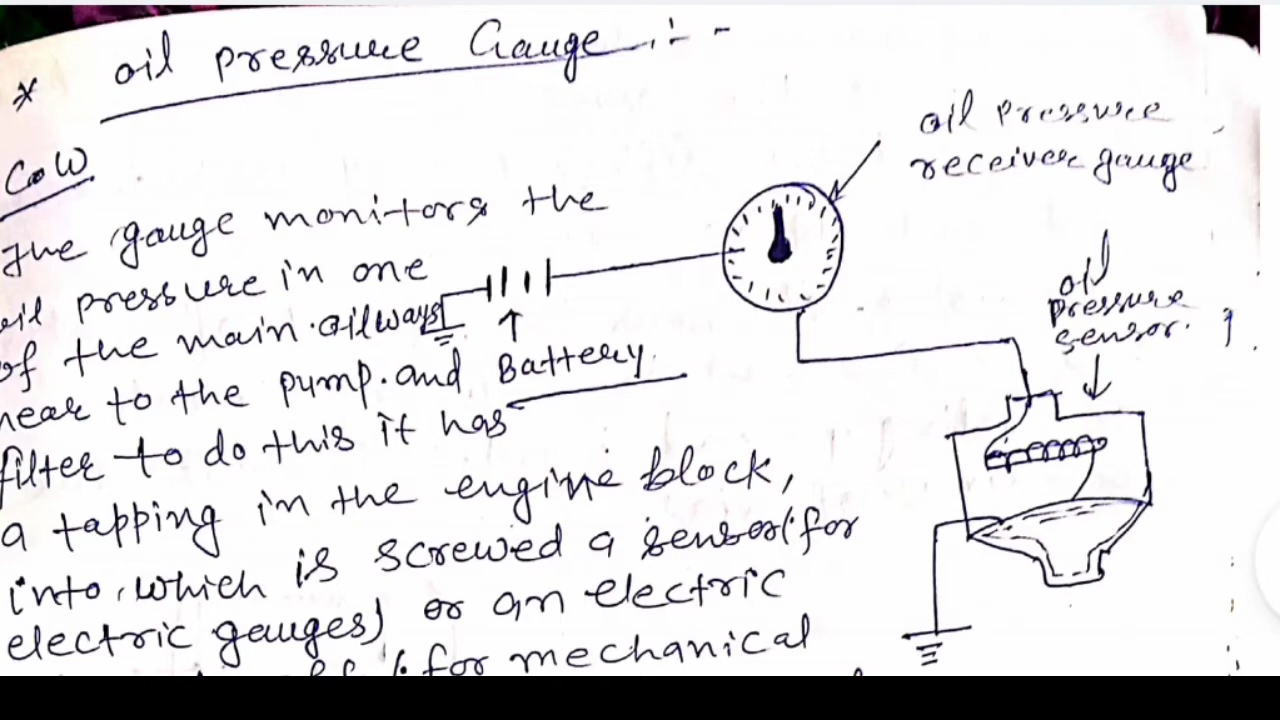 * oil pressure Gauge :-
oil pressure
receiver gauge
CoW
The gauge monitors the
oil pressure in one
of the main oilways
near to the pump. and
filter to do this it has
Battery
oil
pressure
sensor.
a tapping in the engine block,
into, which is screwed a sensor (for
electric gauges) or an electric
for mechanical